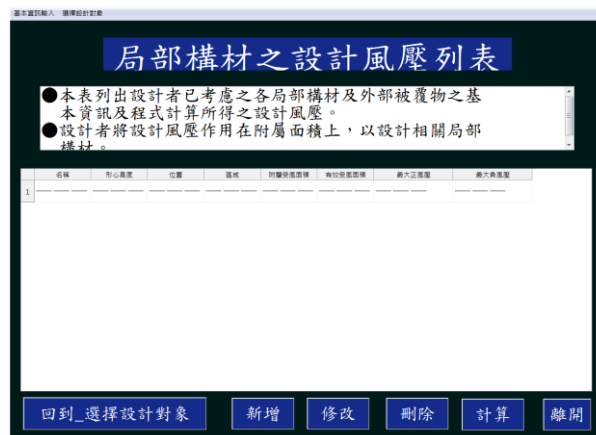 基本資訊輸入 選擇設計對象
局部構材之設計風壓列表
●本表列出設計者已考慮之各局部構材及外部被覆物之基
本資訊及程式計算所得之設計風壓。
●設計者將設計風壓作用在附屬面積上，以設計相關局部
構材。
名稱 形心高度 位置 區域 附屬受風面積 有效受風面積 最大正風壓 最大負風壓
1 — — — — — — — — — — — — — — — — — — — — — — — —
回到_選擇設計對象 新增 修改 刪除 計算 離開